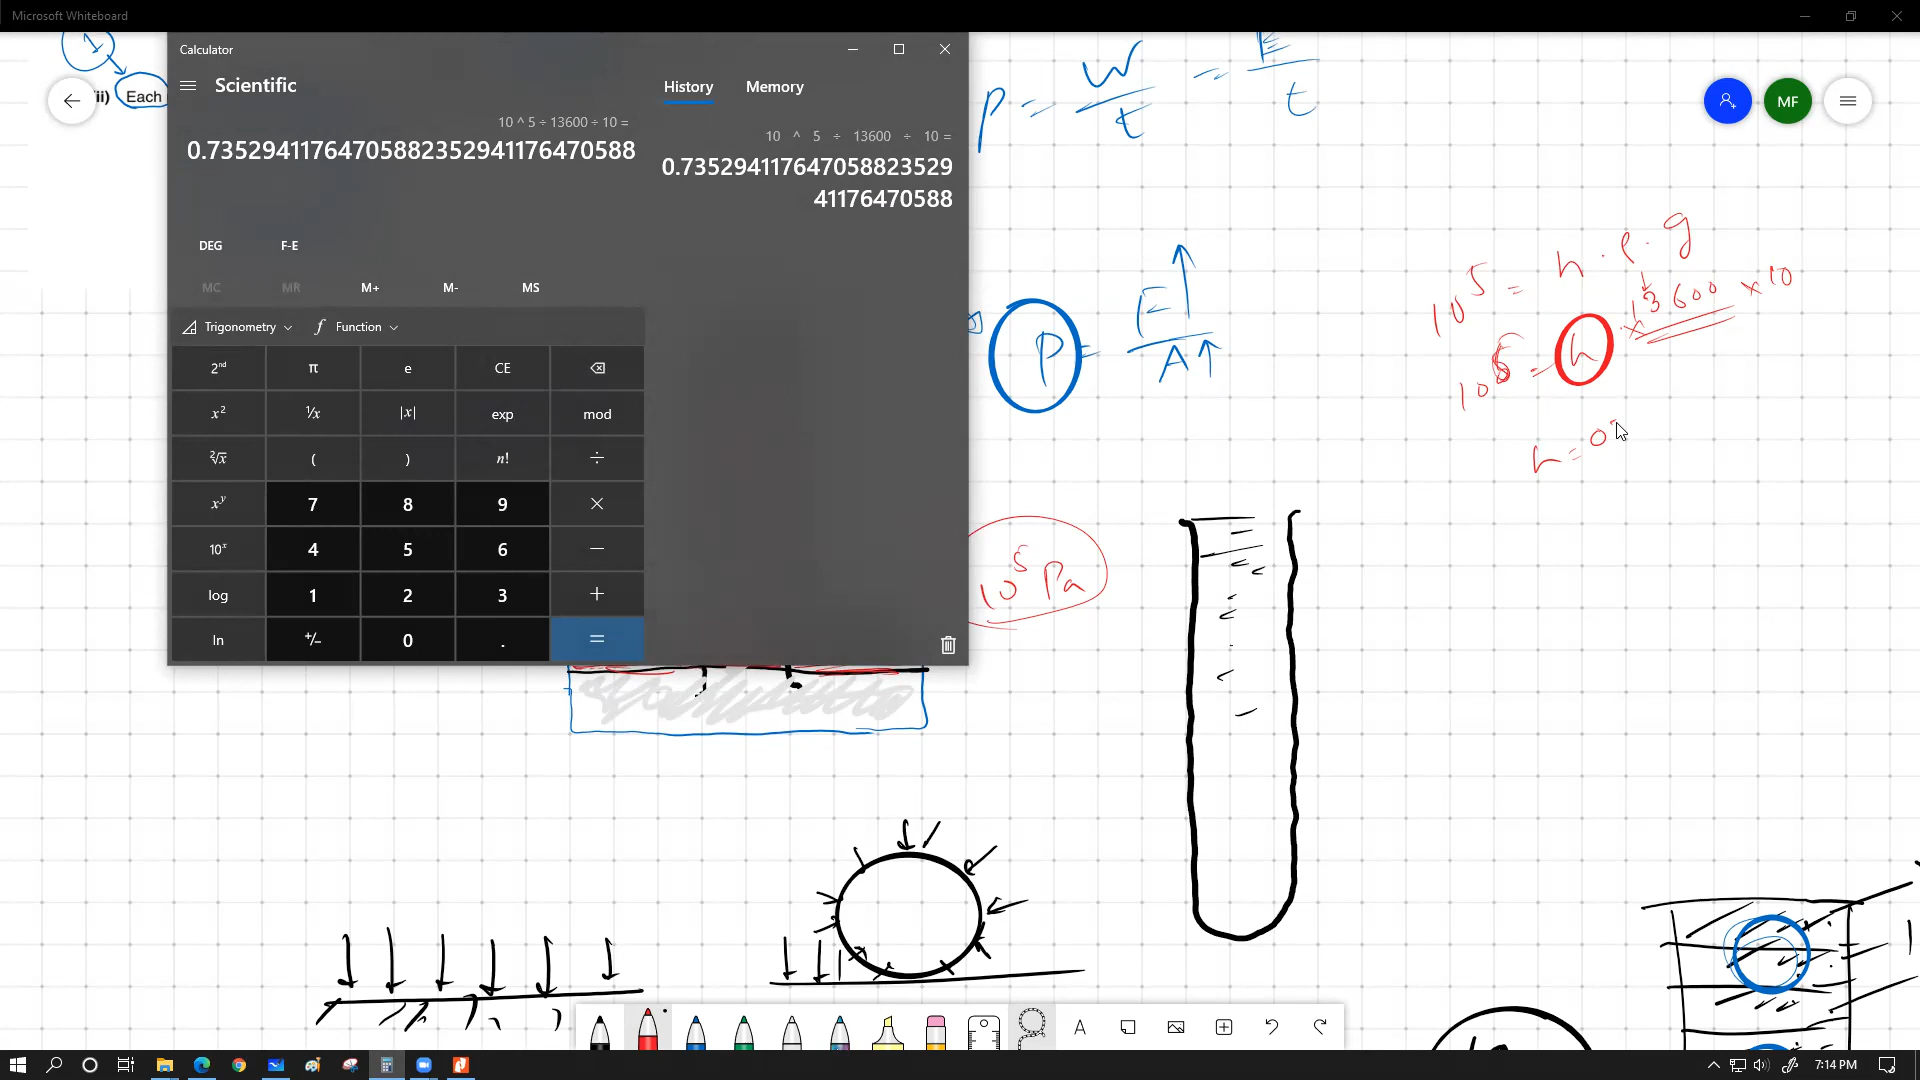 Microsoft Whiteboard
1
ii) Each
Calculator
Scientific
History
Memory
10 ^ 5 ÷ 13600 ÷ 10 =
0.73529411764705882352941176470588
10 ^ 5 ÷ 13600 ÷ 10 =
0.735294117647058823529
41176470588
DEG
F-E
MC
MR
M+
M-
MS
Trigonometry
f Function
2nd
π
e
CE
x²
¹/x
|x|
exp
mod
²√x
(
)
n!
÷
xʸ
7
8
9
×
10ˣ
4
5
6
−
log
1
2
3
+
ln
+/−
0
.
=
P = W/t = E/t
P = F↑/A↑
MF
10⁵ = h . ρ . g
10⁵ = h × 13600 × 10
h = 0
10⁵ Pa
A
7:14 PM